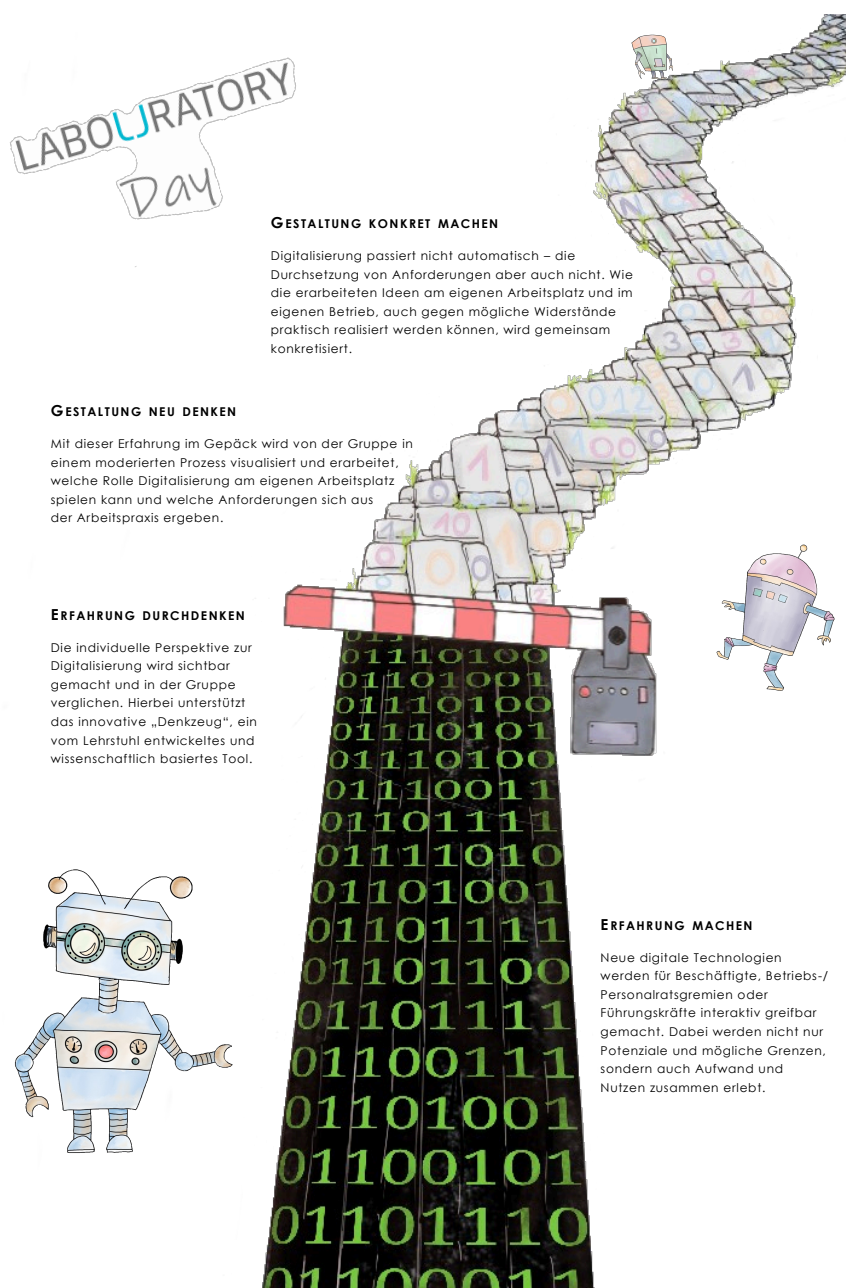 LABOURATORY
Day
GESTALTUNG KONKRET MACHEN
Digitalisierung passiert nicht automatisch – die
Durchsetzung von Anforderungen aber auch nicht. Wie
die erarbeiteten Ideen am eigenen Arbeitsplatz und im
eigenen Betrieb, auch gegen mögliche Widerstände
praktisch realisiert werden können, wird gemeinsam
konkretisiert.
GESTALTUNG NEU DENKEN
Mit dieser Erfahrung im Gepäck wird von der Gruppe in
einem moderierten Prozess visualisiert und erarbeitet,
welche Rolle Digitalisierung am eigenen Arbeitsplatz
spielen kann und welche Anforderungen sich aus
der Arbeitspraxis ergeben.
ERFAHRUNG DURCHDENKEN
Die individuelle Perspektive zur
Digitalisierung wird sichtbar
gemacht und in der Gruppe
verglichen. Hierbei unterstützt
das innovative „Denkzeug“, ein
vom Lehrstuhl entwickeltes und
wissenschaftlich basiertes Tool.
ERFAHRUNG MACHEN
Neue digitale Technologien
werden für Beschäftigte, Betriebs-/
Personalratsgremien oder
Führungskräfte interaktiv greifbar
gemacht. Dabei werden nicht nur
Potenziale und mögliche Grenzen,
sondern auch Aufwand und
Nutzen zusammen erlebt.
01110100
01101001
01110100
01110101
01110100
01110011
01101111
01111010
01101001
01101111
01101100
01101111
01100111
01101001
01100101
01101110
01100011